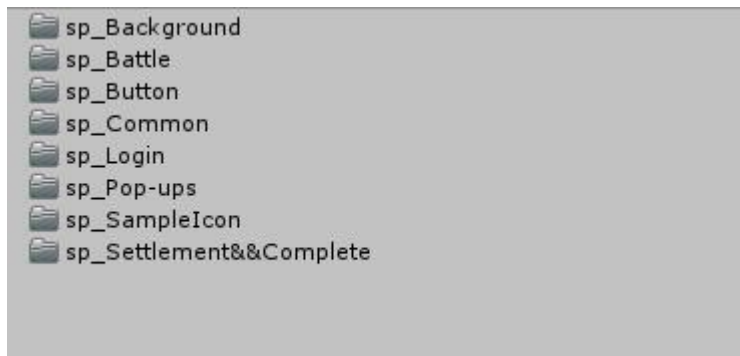 sp_Background
sp_Battle
sp_Button
sp_Common
sp_Login
sp_Pop-ups
sp_SampleIcon
sp_Settlement&&Complete